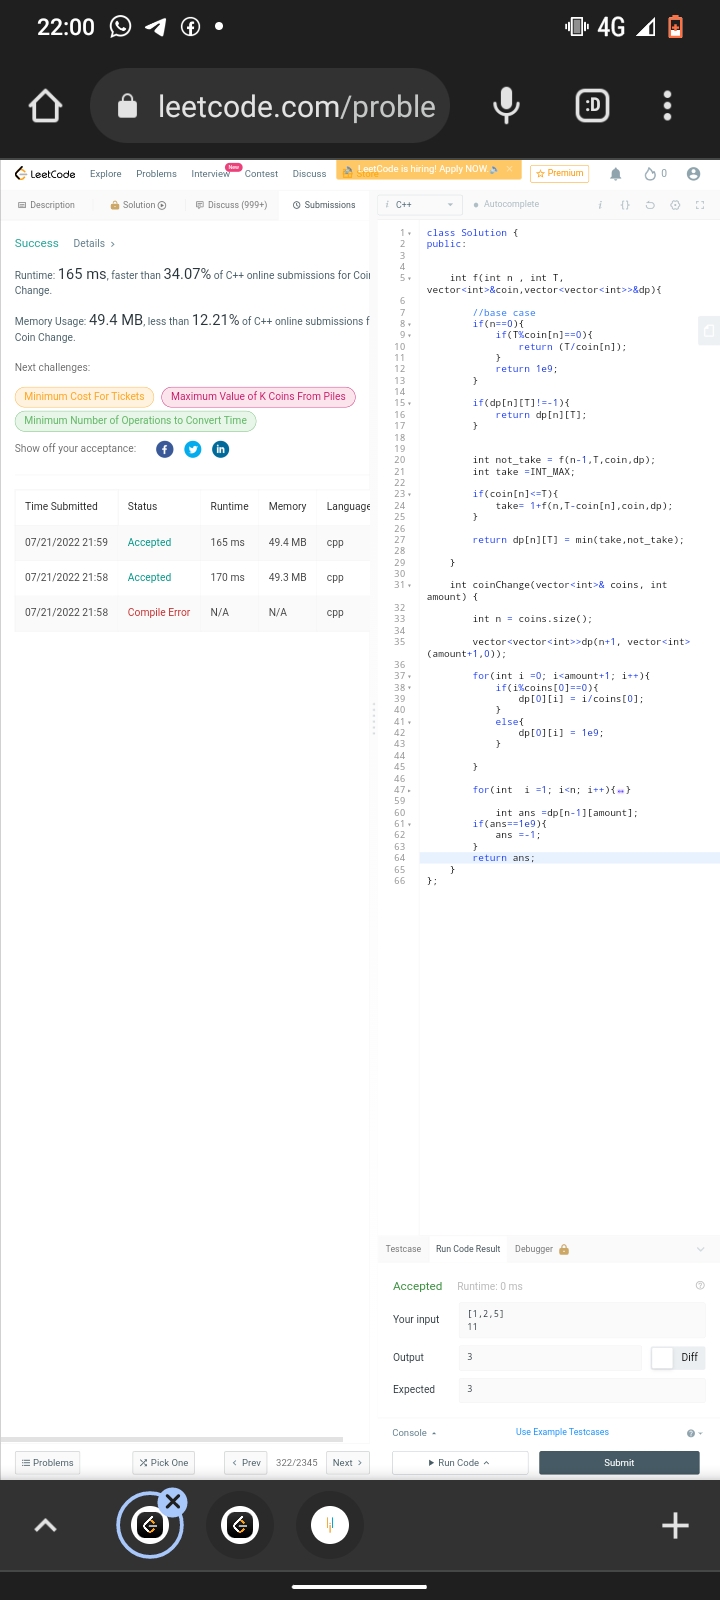 22:00
4G
leetcode.com/proble
:D
LeetCode
Explore
Problems
Interview
New
Contest
Discuss
LeetCode is hiring! Apply NOW.
Premium
0
Description
Solution
Discuss (999+)
Submissions
i
C++
Autocomplete
i
{}
Success
Details >
Runtime: 165 ms, faster than 34.07% of C++ online submissions for Coin
Change.
Memory Usage: 49.4 MB, less than 12.21% of C++ online submissions f
Coin Change.
Next challenges:
Minimum Cost For Tickets
Maximum Value of K Coins From Piles
Minimum Number of Operations to Convert Time
Show off your acceptance:
Time Submitted Status Runtime Memory Language
07/21/2022 21:59 Accepted 165 ms 49.4 MB cpp
07/21/2022 21:58 Accepted 170 ms 49.3 MB cpp
07/21/2022 21:58 Compile Error N/A N/A cpp
1 class Solution {
2 public:
3
4
5 int f(int n , int T,
vector<int>&coin,vector<vector<int>>&dp){
6
7 //base case
8 if(n==0){
9 if(T%coin[n]==0){
10 return (T/coin[n]);
11 }
12 return 1e9;
13 }
14
15 if(dp[n][T]!=-1){
16 return dp[n][T];
17 }
18
19
20 int not_take = f(n-1,T,coin,dp);
21 int take =INT_MAX;
22
23 if(coin[n]<=T){
24 take= 1+f(n,T-coin[n],coin,dp);
25 }
26
27 return dp[n][T] = min(take,not_take);
28
29 }
30
31 int coinChange(vector<int>& coins, int
amount) {
32
33 int n = coins.size();
34
35 vector<vector<int>>dp(n+1, vector<int>
(amount+1,0));
36
37 for(int i =0; i<amount+1; i++){
38 if(i%coins[0]==0){
39 dp[0][i] = i/coins[0];
40 }
41 else{
42 dp[0][i] = 1e9;
43 }
44
45 }
46
47 for(int  i =1; i<n; i++){↔}
59
60 int ans =dp[n-1][amount];
61 if(ans==1e9){
62 ans =-1;
63 }
64 return ans;
65 }
66 };
Testcase
Run Code Result
Debugger
Accepted
Runtime: 0 ms
Your input
[1,2,5]
11
Output
3
Diff
Expected
3
Console
Use Example Testcases
Problems
Pick One
< Prev
322/2345
Next >
Run Code
Submit